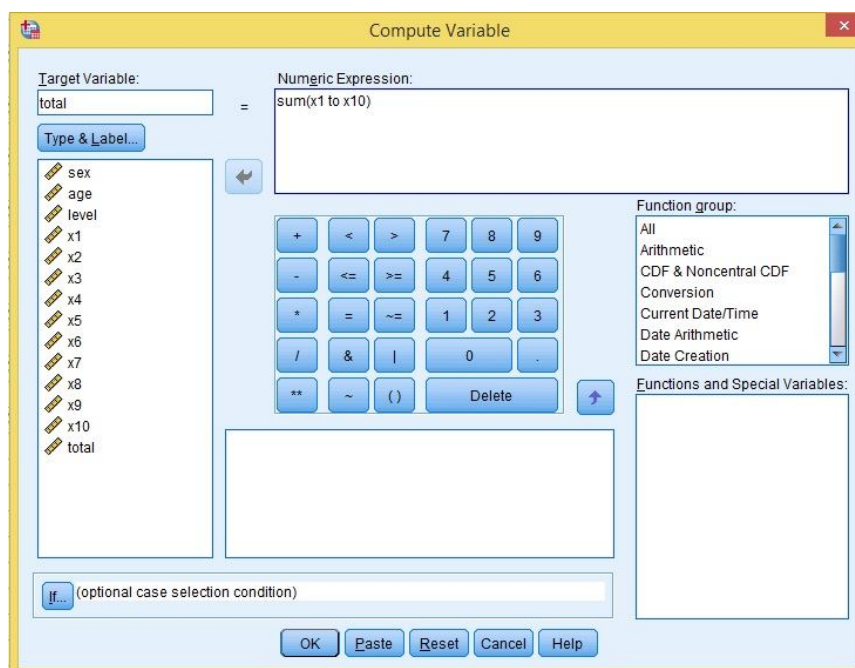 Compute Variable
Target Variable:
total
=
Numeric Expression:
sum(x1 to x10)
Type & Label...
sex
age
level
x1
x2
x3
x4
x5
x6
x7
x8
x9
x10
total
+ < > 7 8 9
- <= >= 4 5 6
* = ~= 1 2 3
/ & | 0 .
** ~ ( ) Delete
Function group:
All
Arithmetic
CDF & Noncentral CDF
Conversion
Current Date/Time
Date Arithmetic
Date Creation
Functions and Special Variables:
If... (optional case selection condition)
OK Paste Reset Cancel Help